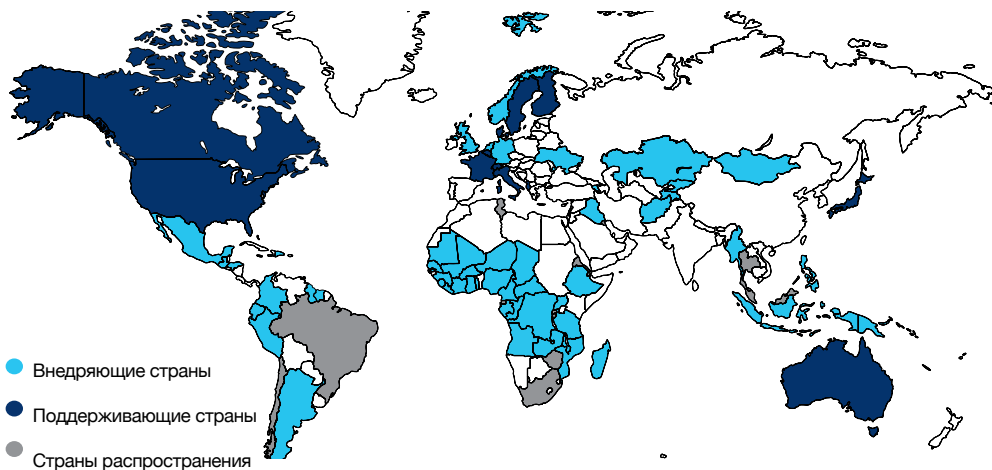 Внедряющие страны
Поддерживающие страны
Страны распространения